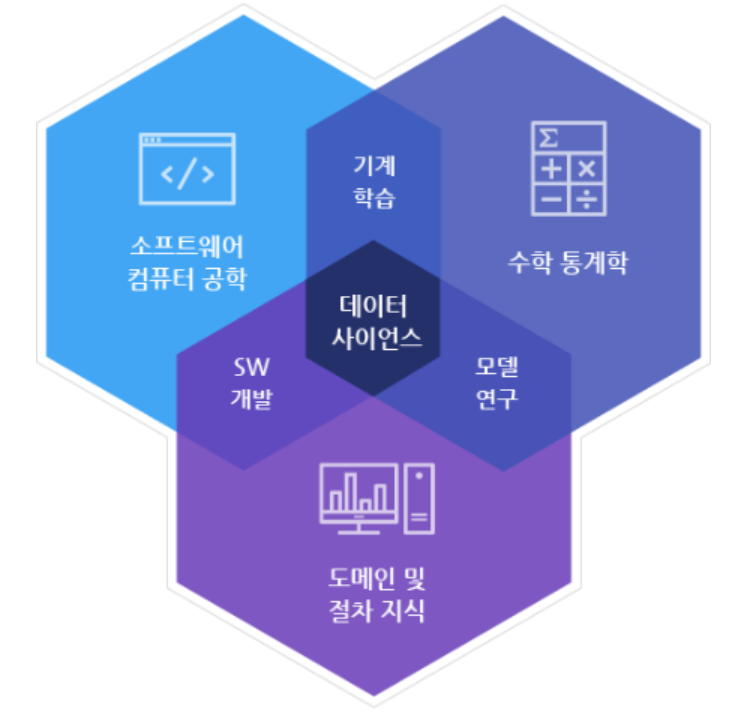 기계
학습
소프트웨어
컴퓨터 공학
</>
Σ
+ ×
− ÷
수학 통계학
데이터
사이언스
SW
개발
모델
연구
도메인 및
절차 지식